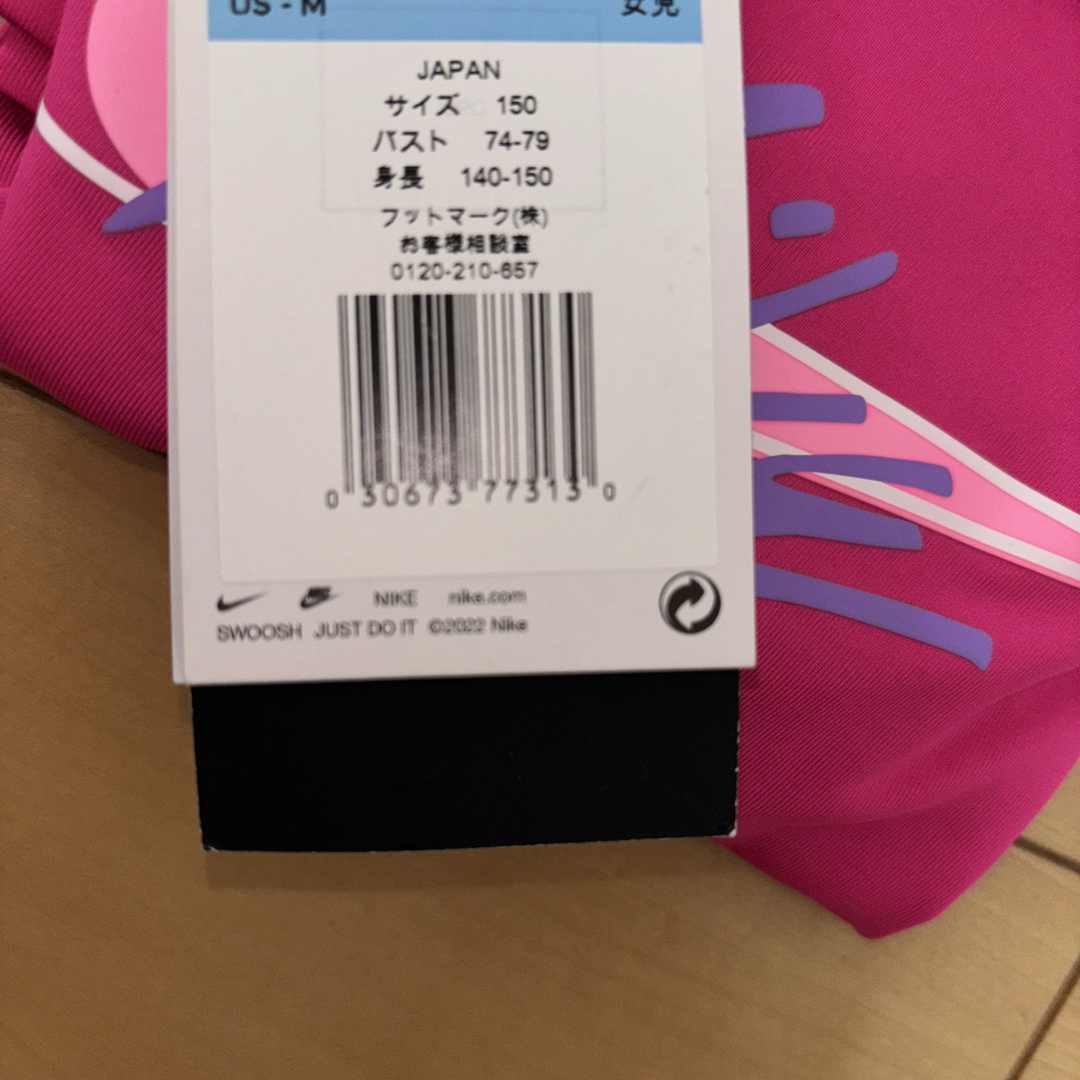 US - M 女児
JAPAN
サイズ 150
バスト 74-79
身長 140-150
フットマーク(株)
お客様相談室
0120-210-657
0 30673 77313 0
NIKE nike.com
SWOOSH JUST DO IT ©2022 Nike